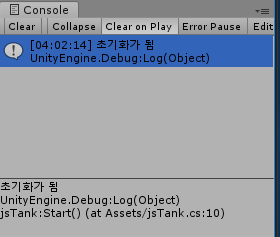 Console
Clear Collapse Clear on Play Error Pause Edit
[04:02:14] 초기화가 됨
UnityEngine.Debug:Log(Object)
초기화가 됨
UnityEngine.Debug:Log(Object)
jsTank:Start() (at Assets/jsTank.cs:10)